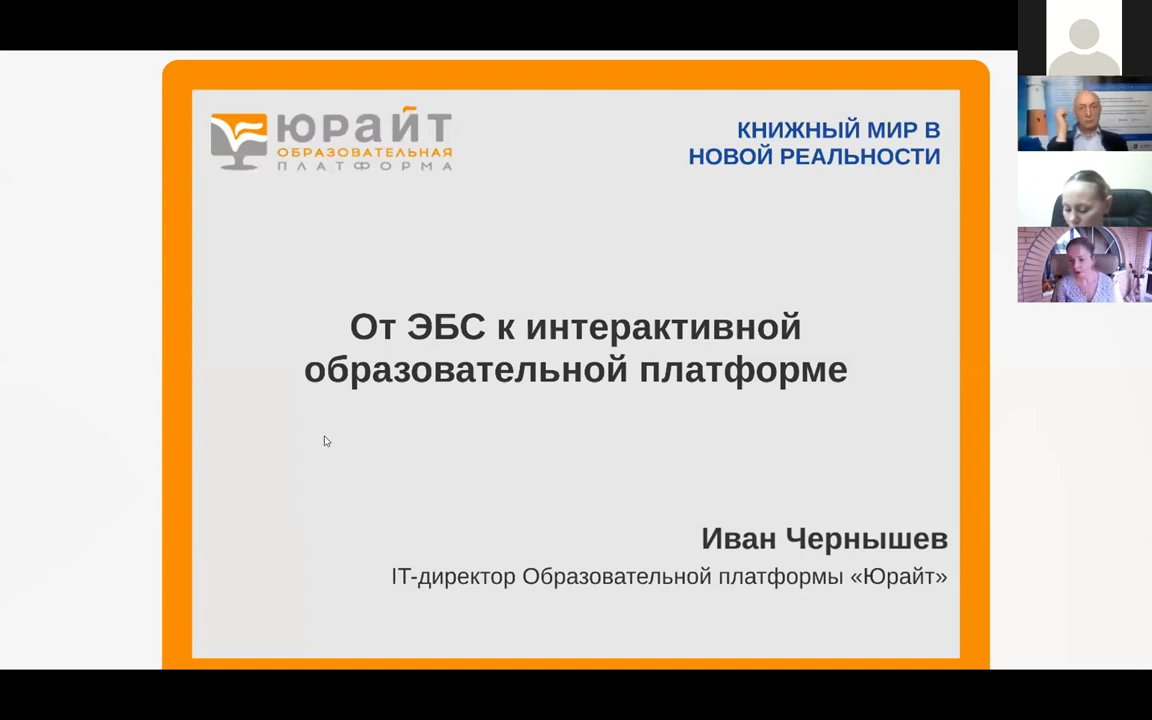 ЮРАЙТ
ОБРАЗОВАТЕЛЬНАЯ
ПЛАТФОРМА
КНИЖНЫЙ МИР В
НОВОЙ РЕАЛЬНОСТИ
От ЭБС к интерактивной
образовательной платформе
Иван Чернышев
IT-директор Образовательной платформы «Юрайт»